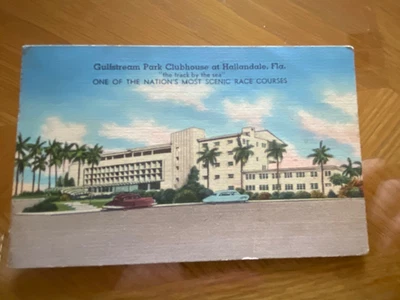 Gulfstream Park Clubhouse at Hallandale, Fla.
"the track by the sea"
ONE OF THE NATION'S MOST SCENIC RACE COURSES